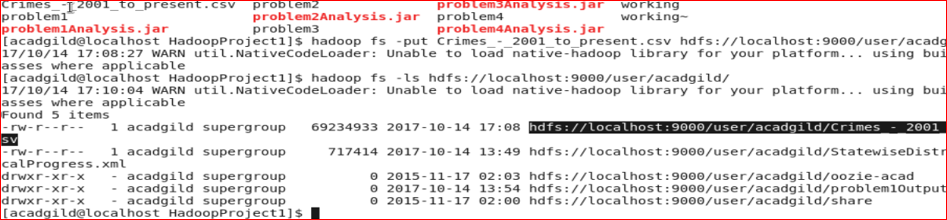 Crimes_-_2001_to_present.csv  problem2              problem3Analysis.jar  working
problem1                      problem2Analysis.jar  problem4              working~
problem1Analysis.jar          problem3              problem4Analysis.jar
[acadgild@localhost HadoopProject1]$ hadoop fs -put Crimes_-_2001_to_present.csv hdfs://localhost:9000/user/acadg
17/10/14 17:08:27 WARN util.NativeCodeLoader: Unable to load native-hadoop library for your platform... using bui
asses where applicable
[acadgild@localhost HadoopProject1]$ hadoop fs -ls hdfs://localhost:9000/user/acadgild/
17/10/14 17:10:04 WARN util.NativeCodeLoader: Unable to load native-hadoop library for your platform... using bui
asses where applicable
Found 5 items
-rw-r--r--   1 acadgild supergroup   69234933 2017-10-14 17:08 hdfs://localhost:9000/user/acadgild/Crimes_-_2001_
sv
-rw-r--r--   1 acadgild supergroup     717414 2017-10-14 13:49 hdfs://localhost:9000/user/acadgild/StatewiseDistr
calProgress.xml
drwxr-xr-x   - acadgild supergroup          0 2015-11-17 02:03 hdfs://localhost:9000/user/acadgild/oozie-acad
drwxr-xr-x   - acadgild supergroup          0 2017-10-14 13:54 hdfs://localhost:9000/user/acadgild/problem1Output
drwxr-xr-x   - acadgild supergroup          0 2015-11-17 02:00 hdfs://localhost:9000/user/acadgild/share
[acadgild@localhost HadoopProject1]$